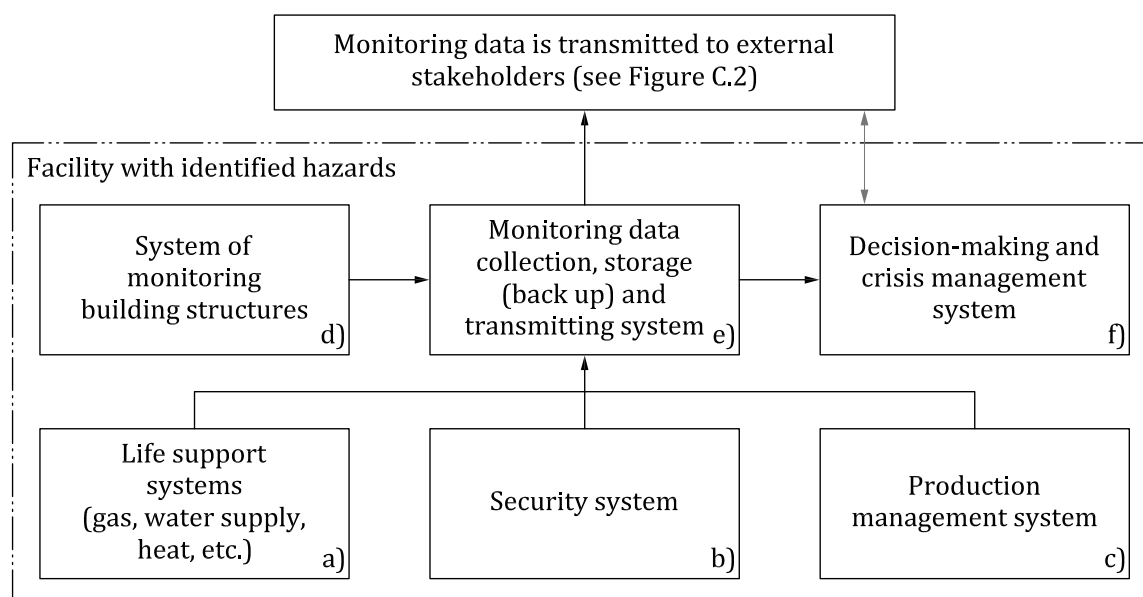 Monitoring data is transmitted to external
stakeholders (see Figure C.2)
Facility with identified hazards
System of
monitoring
building structures
d)
Monitoring data
collection, storage
(back up) and
transmitting system
e)
Decision-making and
crisis management
system
f)
Life support
systems
(gas, water supply,
heat, etc.)
a)
Security system
b)
Production
management system
c)